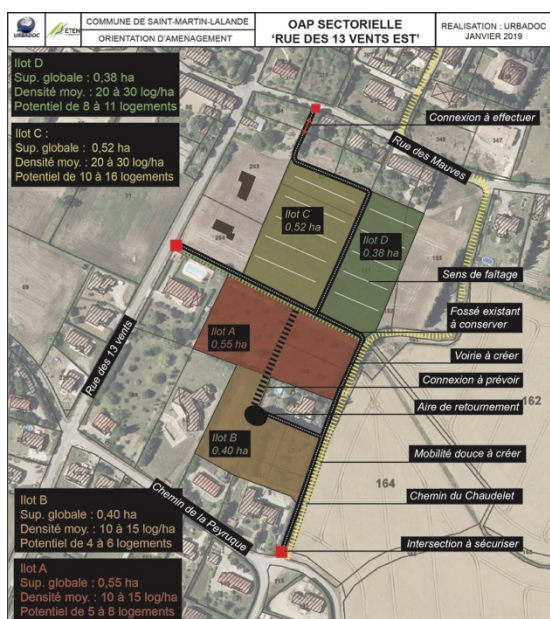 URBADOC
ETEN
COMMUNE DE SAINT-MARTIN-LALANDE
ORIENTATION D'AMENAGEMENT
OAP SECTORIELLE
'RUE DES 13 VENTS EST'
REALISATION : URBADOC
JANVIER 2019
Ilot D
Sup. globale : 0,38 ha
Densité moy. : 20 à 30 log/ha
Potentiel de 8 à 11 logements
Ilot C :
Sup. globale : 0,52 ha
Densité moy. : 20 à 30 log/ha
Potentiel de 10 à 16 logements
Connexion à effectuer
Rue des Mauves
Ilot C
0.52 ha
Ilot D
0.38 ha
Sens de faîtage
Fossé existant
à conserver
Ilot A
0,55 ha
Voirie à créer
Rue des 13 vents
Connexion à prévoir
Aire de retournement
162
Ilot B
0,40 ha
Mobilité douce à créer
164
Chemin du Chaudelet
Chemin de la Peyruque
Intersection à sécuriser
Ilot B
Sup. globale : 0,40 ha
Densité moy. : 10 à 15 log/ha
Potentiel de 4 à 6 logements
Ilot A
Sup. globale : 0,55 ha
Densité moy. : 10 à 15 log/ha
Potentiel de 5 à 8 logements